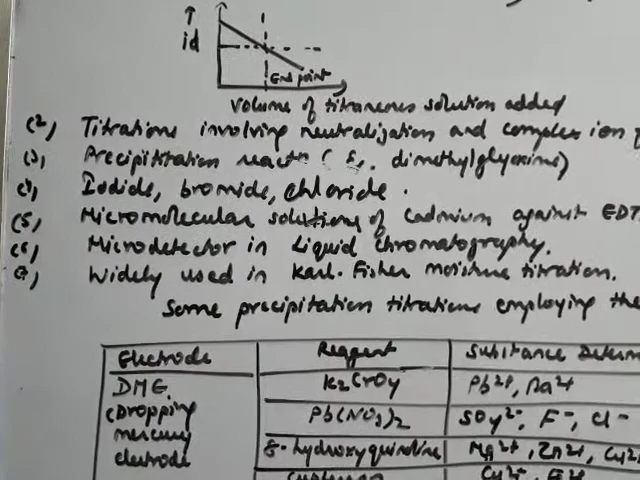 ↑
id
End point
volume of titraneous solution added
(2) Titrations involving neutralization and complex ion
(3) Precipitation reactn ( dimethylglyoxime)
Iodide, bromide, chloride.
(5) Micromolecular solutions of cadmium against EDT
(6) Microdetector in liquid chromatography.
Widely used in Karl-Fisher moisture titration.
Some precipitation titrations employing the
Electrode Reagent Substance Determ
DME K2CrO4 Pb2+, Ba2+
(Dropping Pb(NO3)2 SO42-, F-, Cl-
mercury
electrode 8-hydroxyquinoline Mg2+, Zn2+, Cu2+
Cu2+